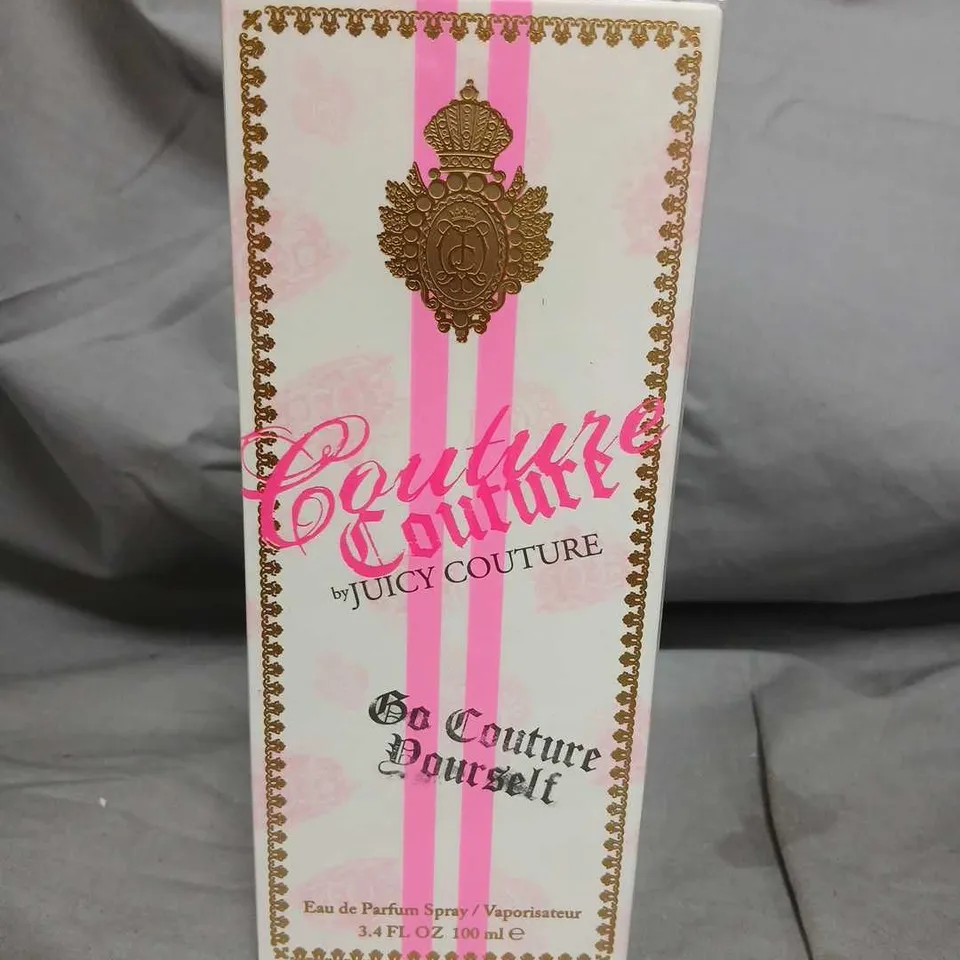 Couture
Couture
by JUICY COUTURE
Go Couture
Yourself
Eau de Parfum Spray / Vaporisateur
3.4 FL OZ 100 ml ℮